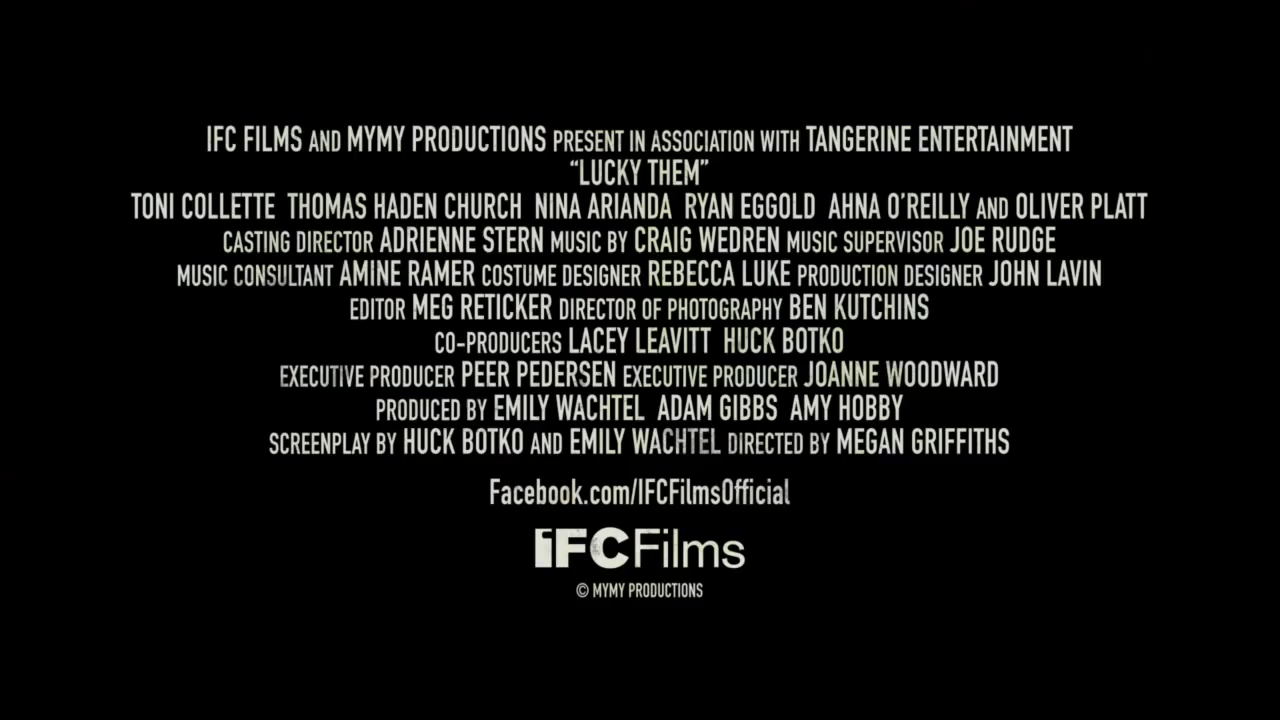 IFC FILMS AND MYMY PRODUCTIONS PRESENT IN ASSOCIATION WITH TANGERINE ENTERTAINMENT
“LUCKY THEM”
TONI COLLETTE THOMAS HADEN CHURCH NINA ARIANDA RYAN EGGOLD AHNA O’REILLY AND OLIVER PLATT
CASTING DIRECTOR ADRIENNE STERN MUSIC BY CRAIG WEDREN MUSIC SUPERVISOR JOE RUDGE
MUSIC CONSULTANT AMINE RAMER COSTUME DESIGNER REBECCA LUKE PRODUCTION DESIGNER JOHN LAVIN
EDITOR MEG RETICKER DIRECTOR OF PHOTOGRAPHY BEN KUTCHINS
CO-PRODUCERS LACEY LEAVITT HUCK BOTKO
EXECUTIVE PRODUCER PEER PEDERSEN EXECUTIVE PRODUCER JOANNE WOODWARD
PRODUCED BY EMILY WACHTEL ADAM GIBBS AMY HOBBY
SCREENPLAY BY HUCK BOTKO AND EMILY WACHTEL DIRECTED BY MEGAN GRIFFITHS
Facebook.com/IFCFilmsOfficial
IFC Films
© MYMY PRODUCTIONS